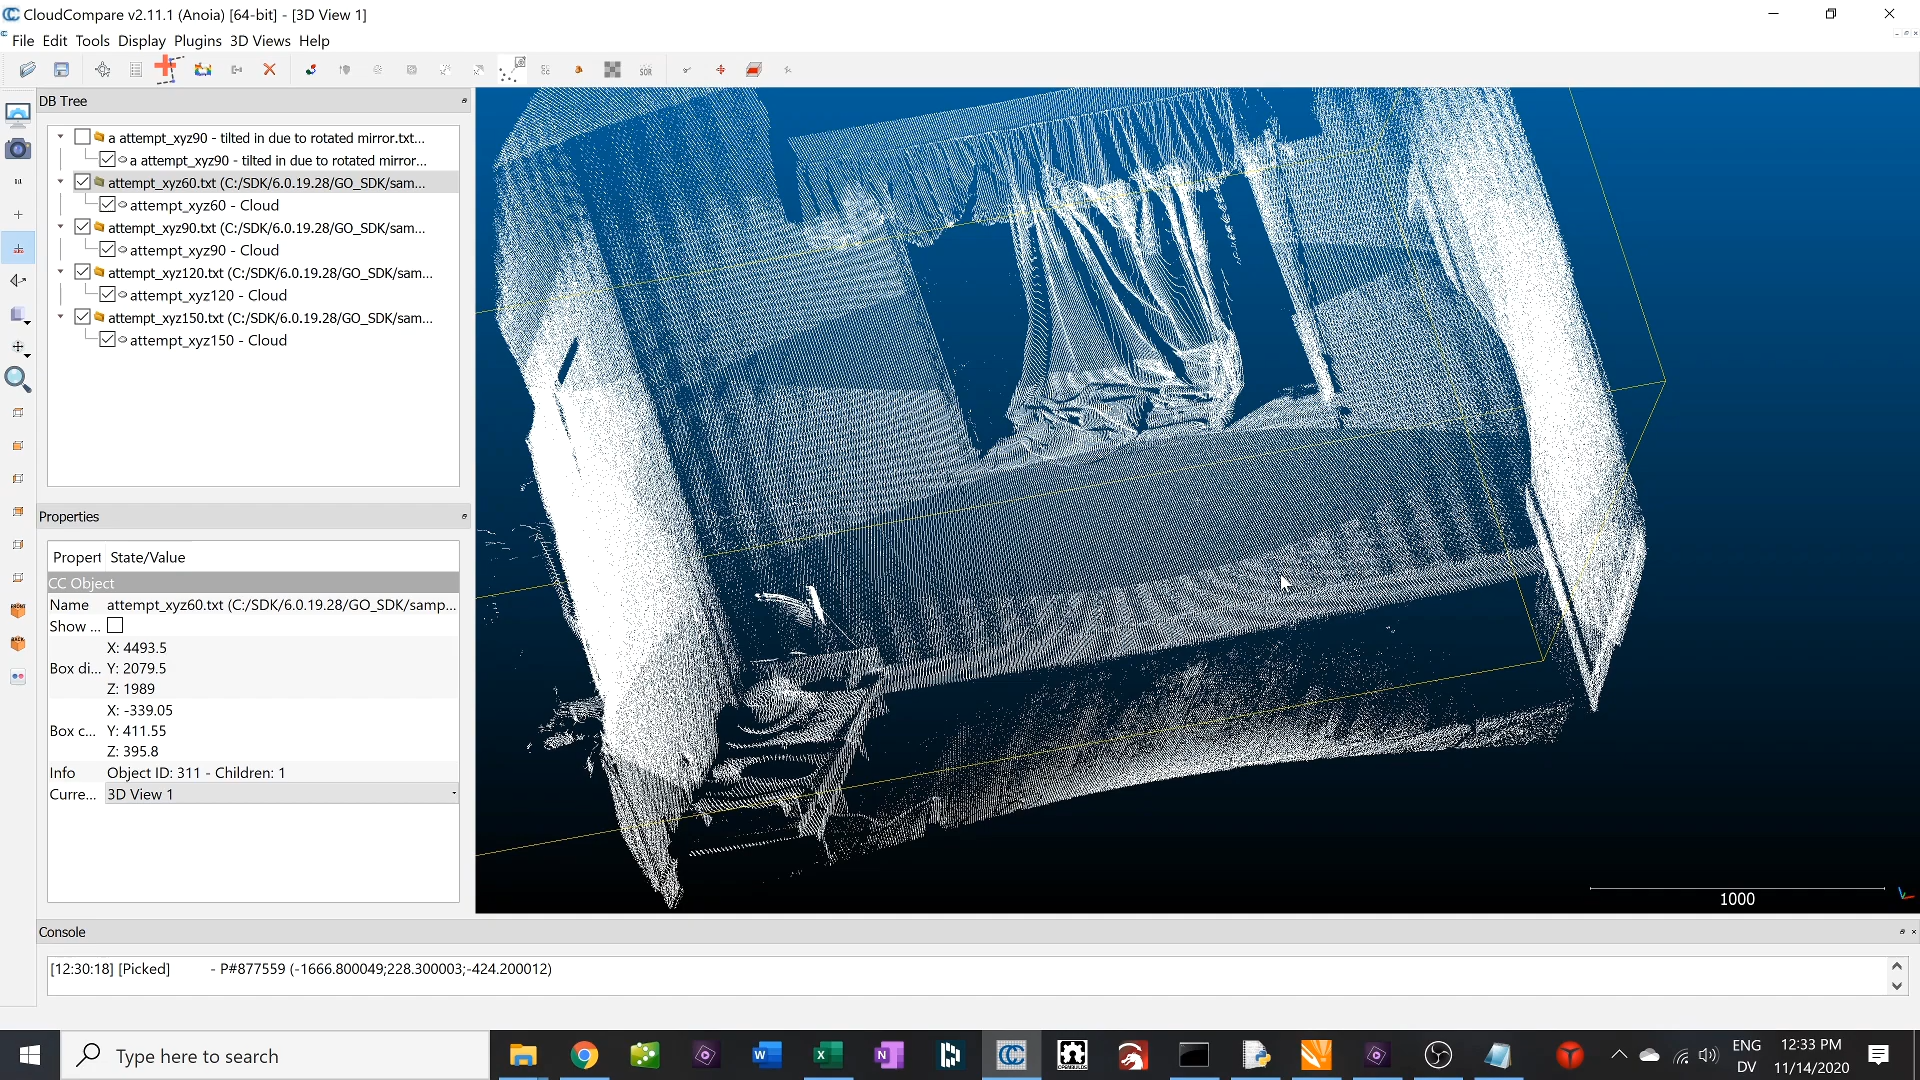 CloudCompare v2.11.1 (Anoia) [64-bit] - [3D View 1]
File Edit Tools Display Plugins 3D Views Help
SOR
DB Tree
a attempt_xyz90 - tilted in due to rotated mirror.txt...
a attempt_xyz90 - tilted in due to rotated mirror...
attempt_xyz60.txt (C:/SDK/6.0.19.28/GO_SDK/sam...
attempt_xyz60 - Cloud
attempt_xyz90.txt (C:/SDK/6.0.19.28/GO_SDK/sam...
attempt_xyz90 - Cloud
attempt_xyz120.txt (C:/SDK/6.0.19.28/GO_SDK/sam...
attempt_xyz120 - Cloud
attempt_xyz150.txt (C:/SDK/6.0.19.28/GO_SDK/sam...
attempt_xyz150 - Cloud
Properties
Propert State/Value
CC Object
Name attempt_xyz60.txt (C:/SDK/6.0.19.28/GO_SDK/samp...
Show ...
X: 4493.5
Box di... Y: 2079.5
Z: 1989
X: -339.05
Box c... Y: 411.55
Z: 395.8
Info Object ID: 311 - Children: 1
Curre... 3D View 1
FRONT
BACK
1000
Console
[12:30:18] [Picked] - P#877559 (-1666.800049;228.300003;-424.200012)
Type here to search
ENG
DV
12:33 PM
11/14/2020